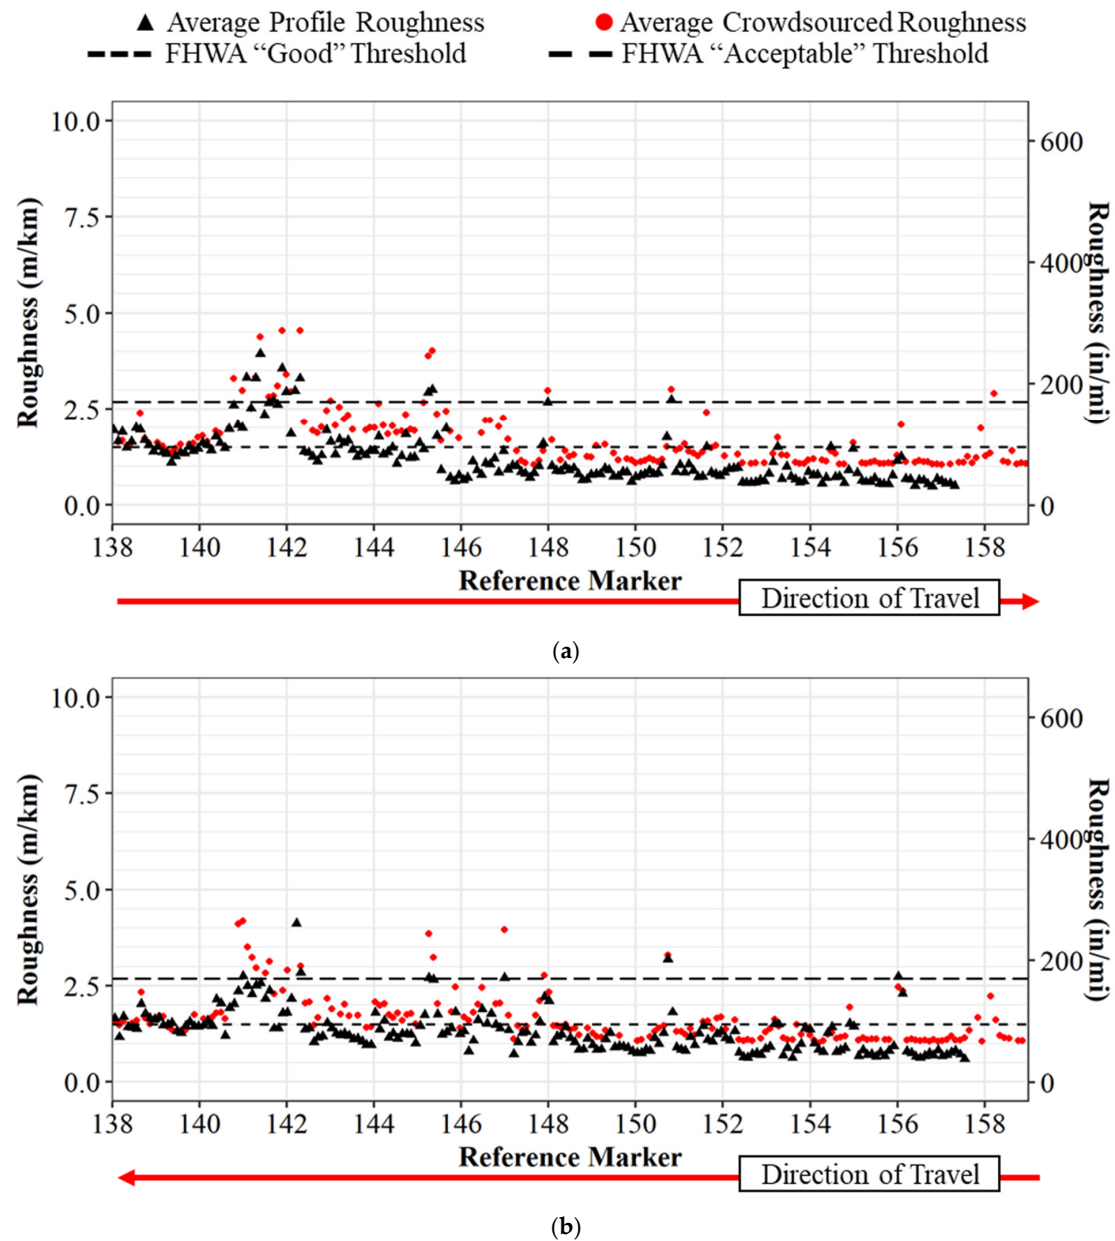 Average Profile Roughness Average Crowdsourced Roughness
FHWA “Good” Threshold FHWA “Acceptable” Threshold
10.0
7.5
5.0
2.5
0.0
Roughness (m/km)
600
400
200
0
Roughness (in/mi)
138 140 142 144 146 148 150 152 154 156 158
Reference Marker
Direction of Travel
(a)
10.0
7.5
5.0
2.5
0.0
Roughness (m/km)
600
400
200
0
Roughness (in/mi)
138 140 142 144 146 148 150 152 154 156 158
Reference Marker
Direction of Travel
(b)